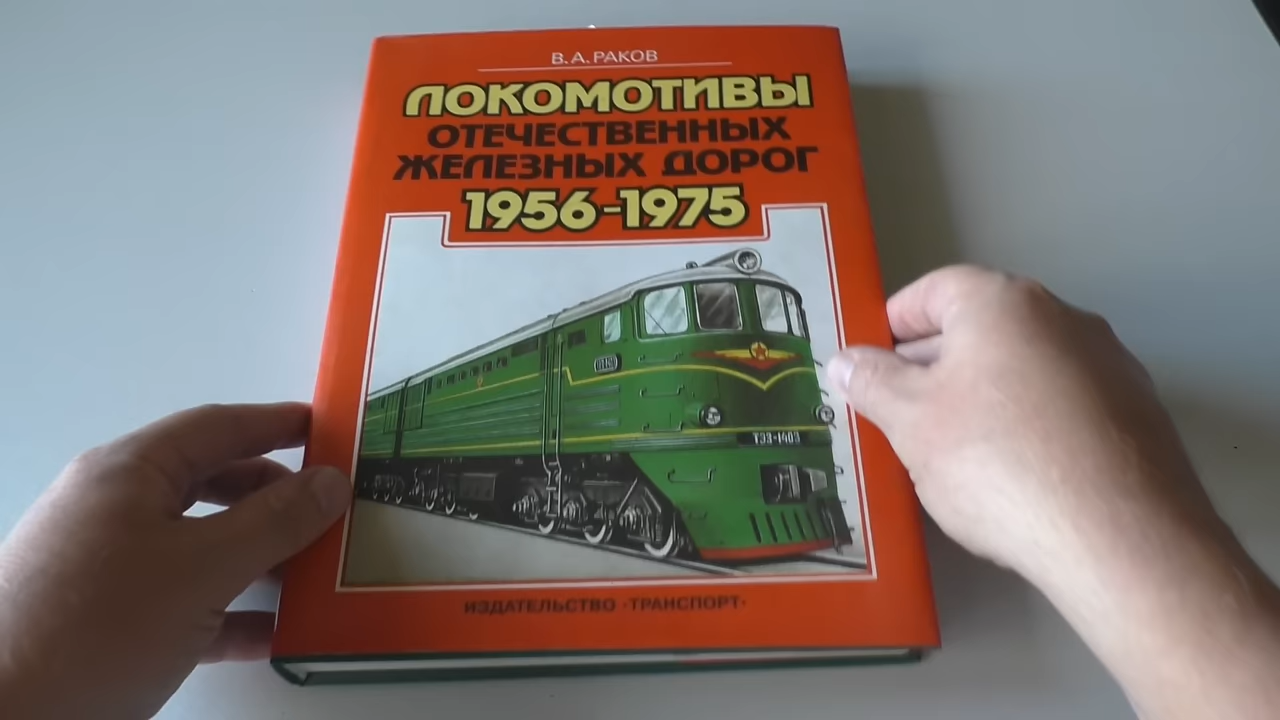 В. А. РАКОВ
ЛОКОМОТИВЫ
ОТЕЧЕСТВЕННЫХ
ЖЕЛЕЗНЫХ ДОРОГ
1956-1975
ТЭ3-1403
ИЗДАТЕЛЬСТВО «ТРАНСПОРТ»